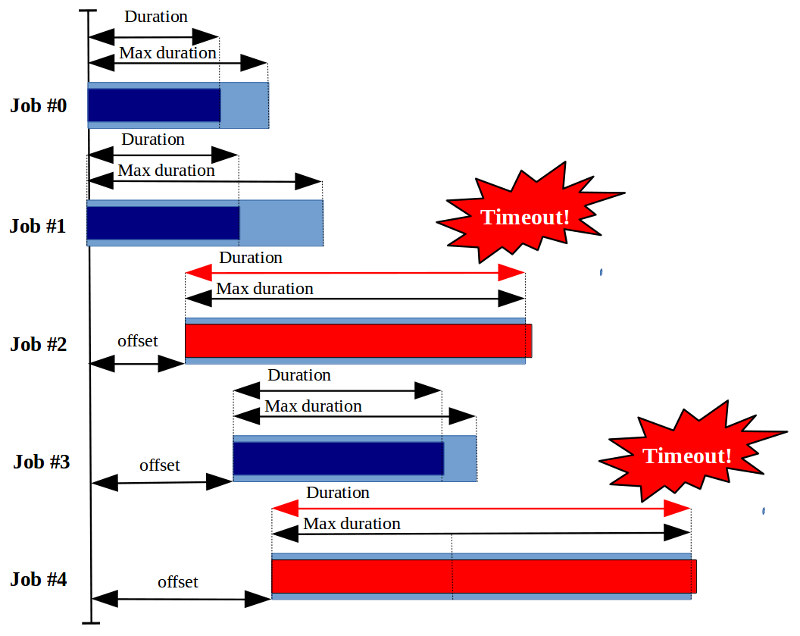 Duration
Max duration
Job #0
Duration
Max duration
Job #1
Timeout!
Duration
Max duration
Job #2
offset
Duration
Max duration
Job #3
offset
Timeout!
Duration
Max duration
Job #4
offset